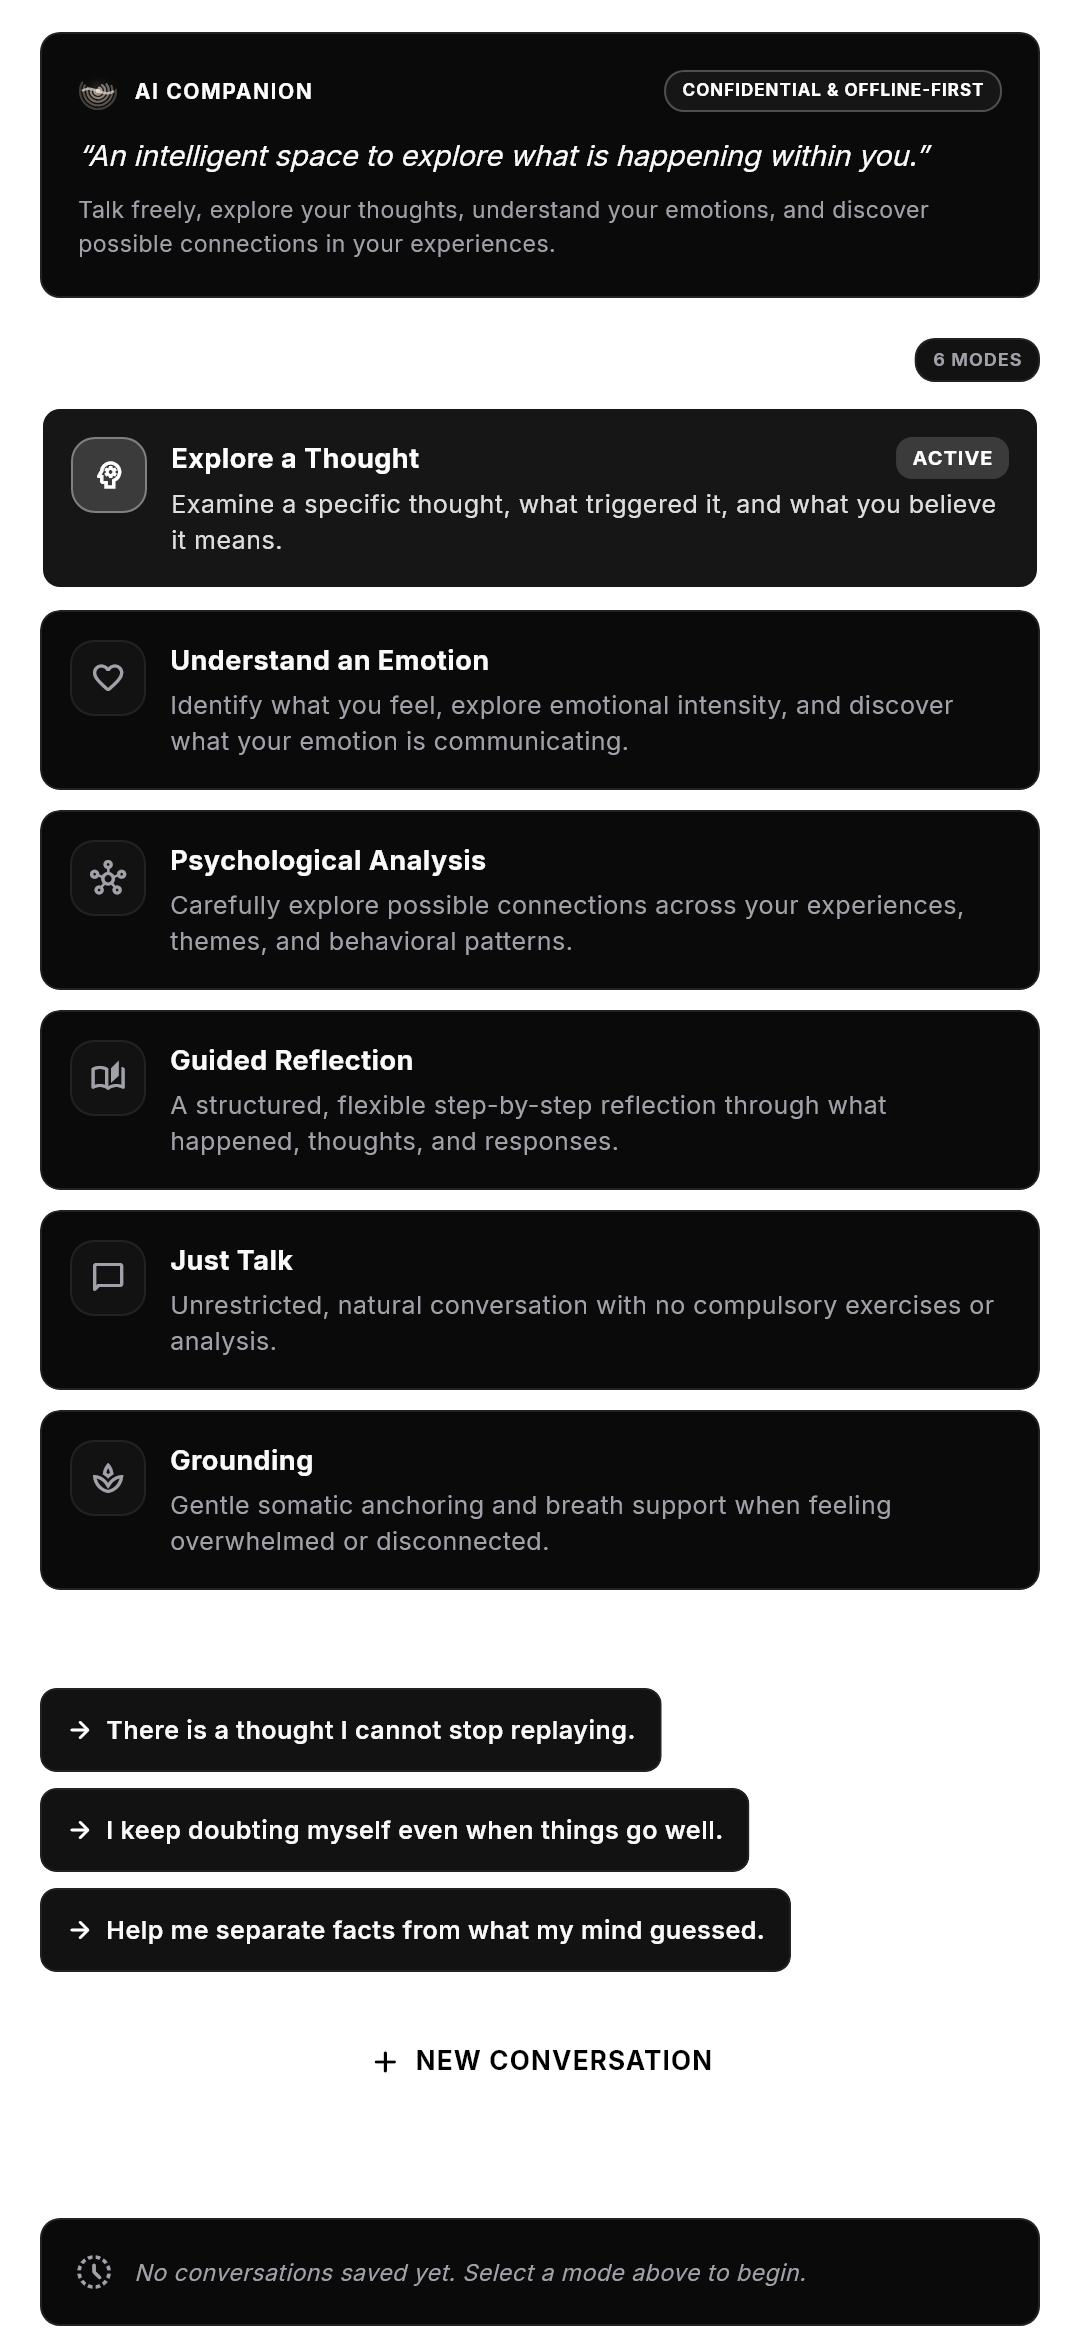 AI COMPANION
CONFIDENTIAL & OFFLINE-FIRST
“An intelligent space to explore what is happening within you.”
Talk freely, explore your thoughts, understand your emotions, and discover
possible connections in your experiences.
6 MODES
Explore a Thought
ACTIVE
Examine a specific thought, what triggered it, and what you believe
it means.
Understand an Emotion
Identify what you feel, explore emotional intensity, and discover
what your emotion is communicating.
Psychological Analysis
Carefully explore possible connections across your experiences,
themes, and behavioral patterns.
Guided Reflection
A structured, flexible step-by-step reflection through what
happened, thoughts, and responses.
Just Talk
Unrestricted, natural conversation with no compulsory exercises or
analysis.
Grounding
Gentle somatic anchoring and breath support when feeling
overwhelmed or disconnected.
→ There is a thought I cannot stop replaying.
→ I keep doubting myself even when things go well.
→ Help me separate facts from what my mind guessed.
+ NEW CONVERSATION
No conversations saved yet. Select a mode above to begin.